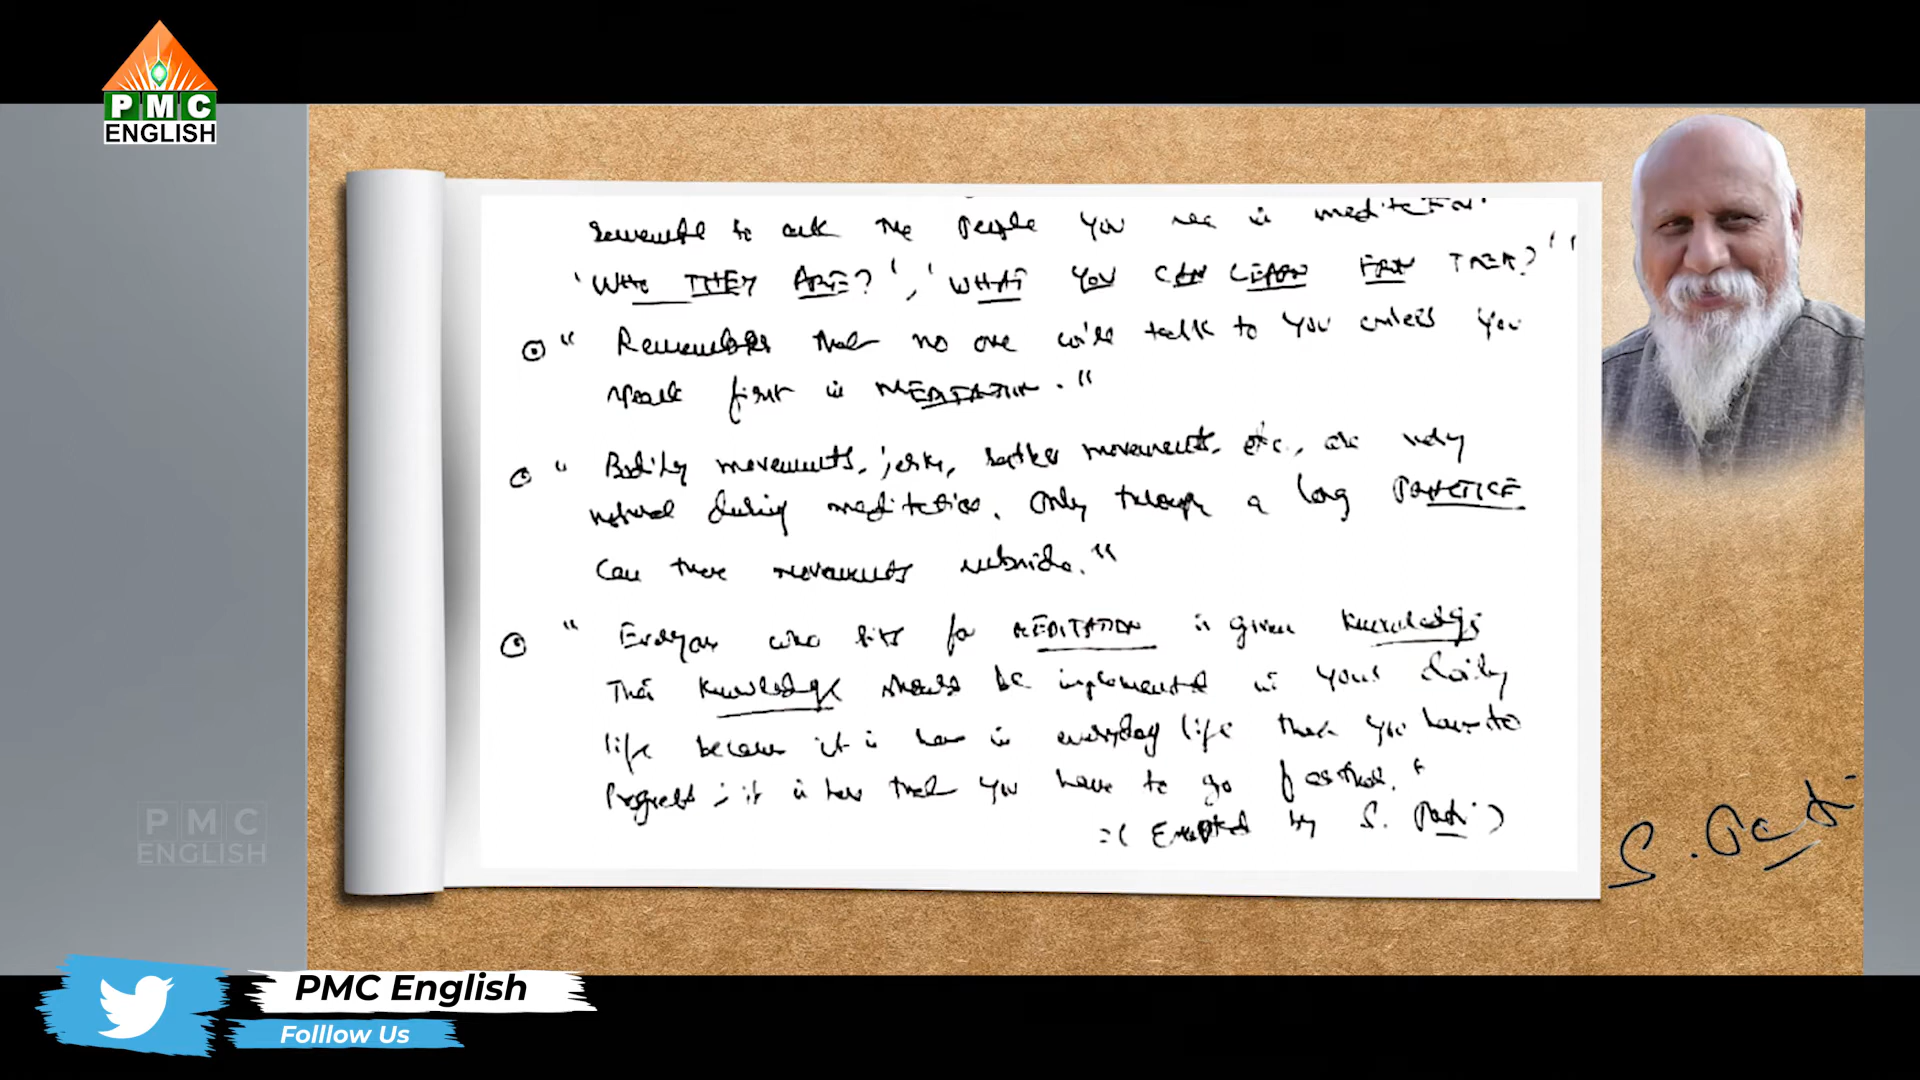 PMC
ENGLISH
remember to ask the People you see in meditation.
'WHO THEY ARE?', 'WHAT YOU CAN LEARN FROM THEM?'"
" Remember that no one will talk to you unless you
speak first in MEDITATION."
" Bodily movements, jerks, movements, etc., are very
natural during meditation. Only through a long PRACTICE
Can these movements subside."
" Everyone who sits for MEDITATION is given Knowledge;
That Knowledge should be implemented in your daily
life because it is here in everyday life that you have to
Progress; it is here that you have to go further."
=( by S. Patri )
S. Patri
PMC
ENGLISH
PMC English
Folllow Us